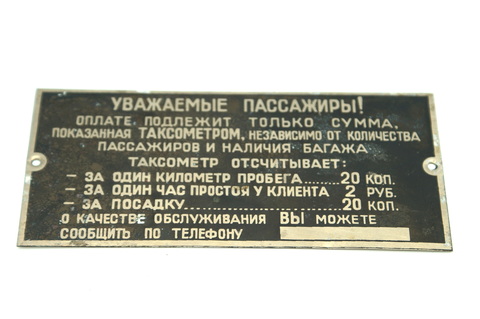 УВАЖАЕМЫЕ ПАССАЖИРЫ!
ОПЛАТЕ ПОДЛЕЖИТ ТОЛЬКО СУММА,
ПОКАЗАННАЯ ТАКСОМЕТРОМ, НЕЗАВИСИМО ОТ КОЛИЧЕСТВА
ПАССАЖИРОВ И НАЛИЧИЯ БАГАЖА
ТАКСОМЕТР ОТСЧИТЫВАЕТ:
- ЗА ОДИН КИЛОМЕТР ПРОБЕГА.......20 КОП.
- ЗА ОДИН ЧАС ПРОСТОЯ У КЛИЕНТА 2 РУБ.
- ЗА ПОСАДКУ........................20 КОП.
О КАЧЕСТВЕ ОБСЛУЖИВАНИЯ ВЫ МОЖЕТЕ
СООБЩИТЬ ПО ТЕЛЕФОНУ